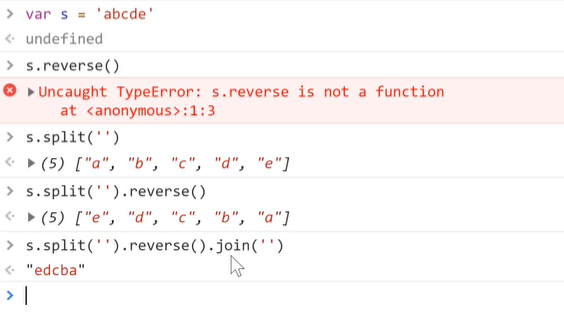 > var s = 'abcde'
<· undefined
> s.reverse()
▶Uncaught TypeError: s.reverse is not a function
at <anonymous>:1:3
> s.split('')
<· ▶(5) ["a", "b", "c", "d", "e"]
> s.split('').reverse()
<· ▶(5) ["e", "d", "c", "b", "a"]
> s.split('').reverse().join('')
<· "edcba"
>